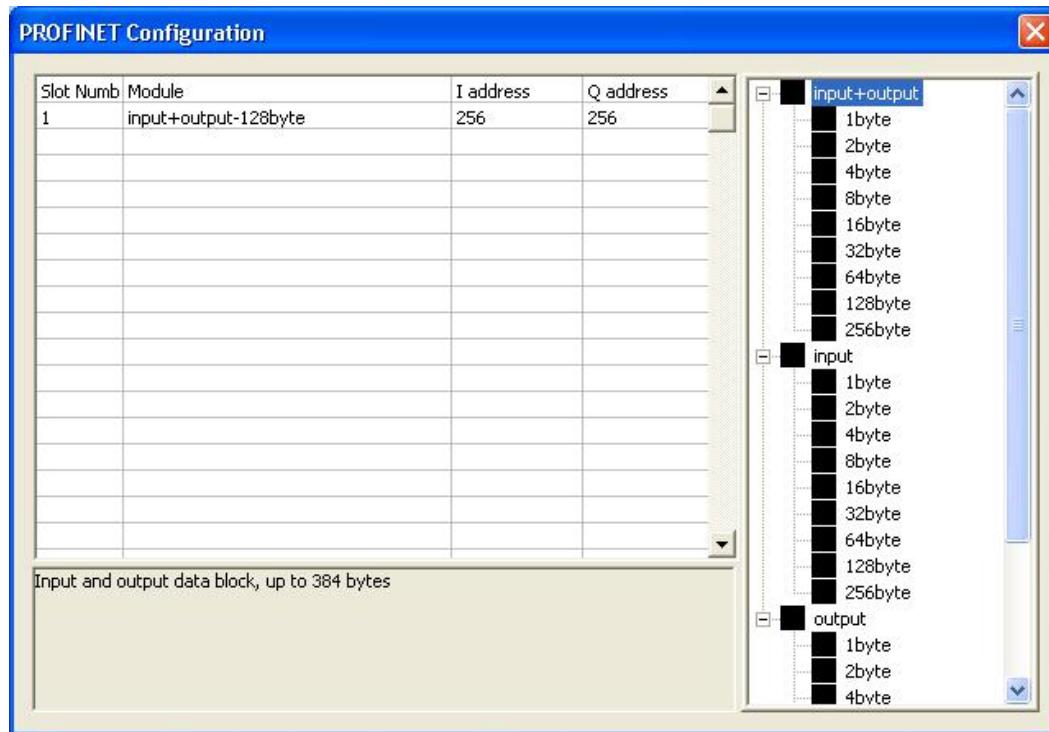 PROFINET Configuration
Slot Numb Module I address Q address
1 input+output-128byte 256 256
Input and output data block, up to 384 bytes
input+output
1byte
2byte
4byte
8byte
16byte
32byte
64byte
128byte
256byte
input
1byte
2byte
4byte
8byte
16byte
32byte
64byte
128byte
256byte
output
1byte
2byte
4byte